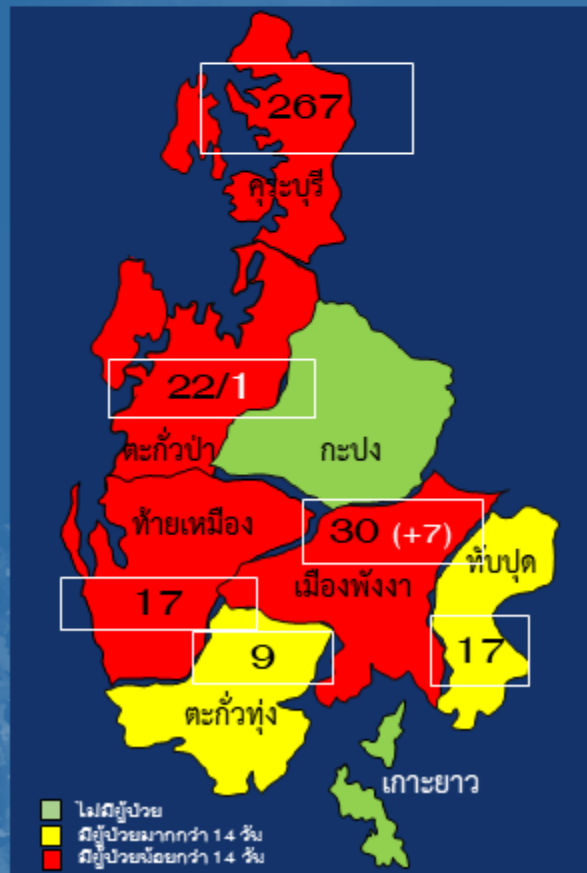 267
คุระบุรี
22/1
ตะกั่วป่า
กะปง
ท้ายเหมือง
30 (+7)
เมืองพังงา
ทับปุด
17
9
17
ตะกั่วทุ่ง
เกาะยาว
ไม่มีผู้ป่วย
มีผู้ป่วยมากกว่า 14 วัน
มีผู้ป่วยน้อยกว่า 14 วัน